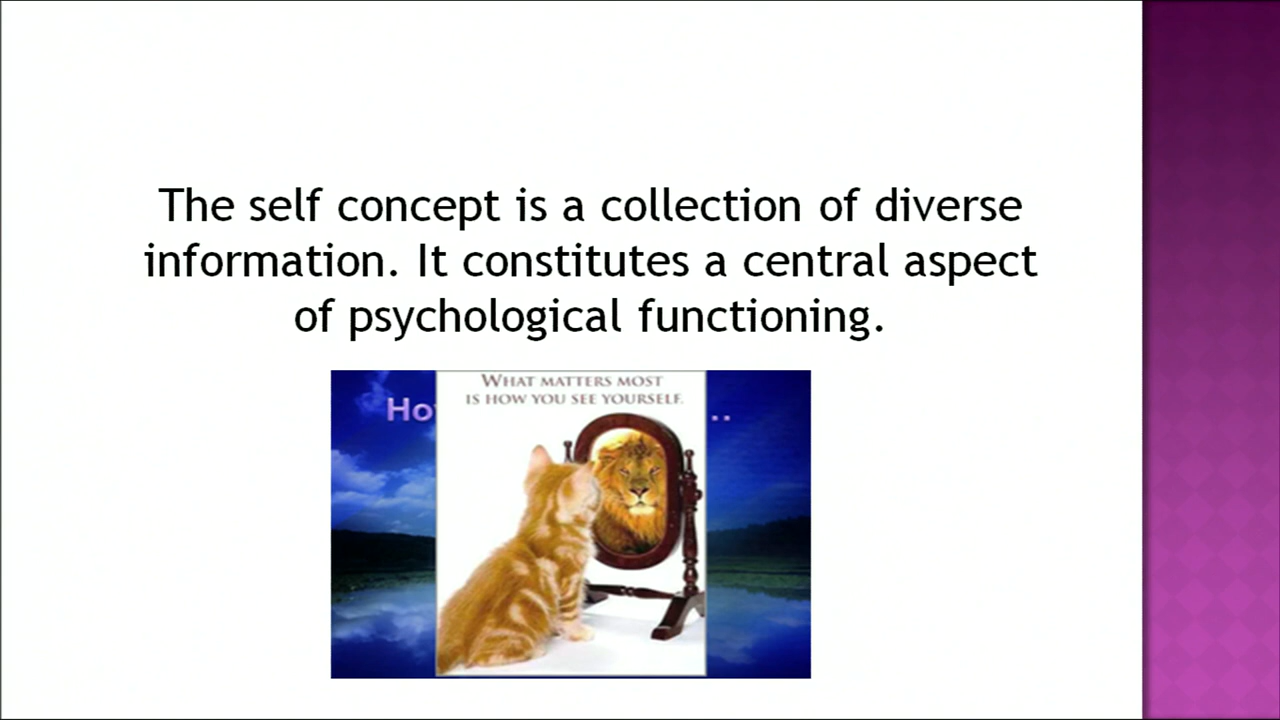 The self concept is a collection of diverse
information. It constitutes a central aspect
of psychological functioning.
WHAT MATTERS MOST
IS HOW YOU SEE YOURSELF.